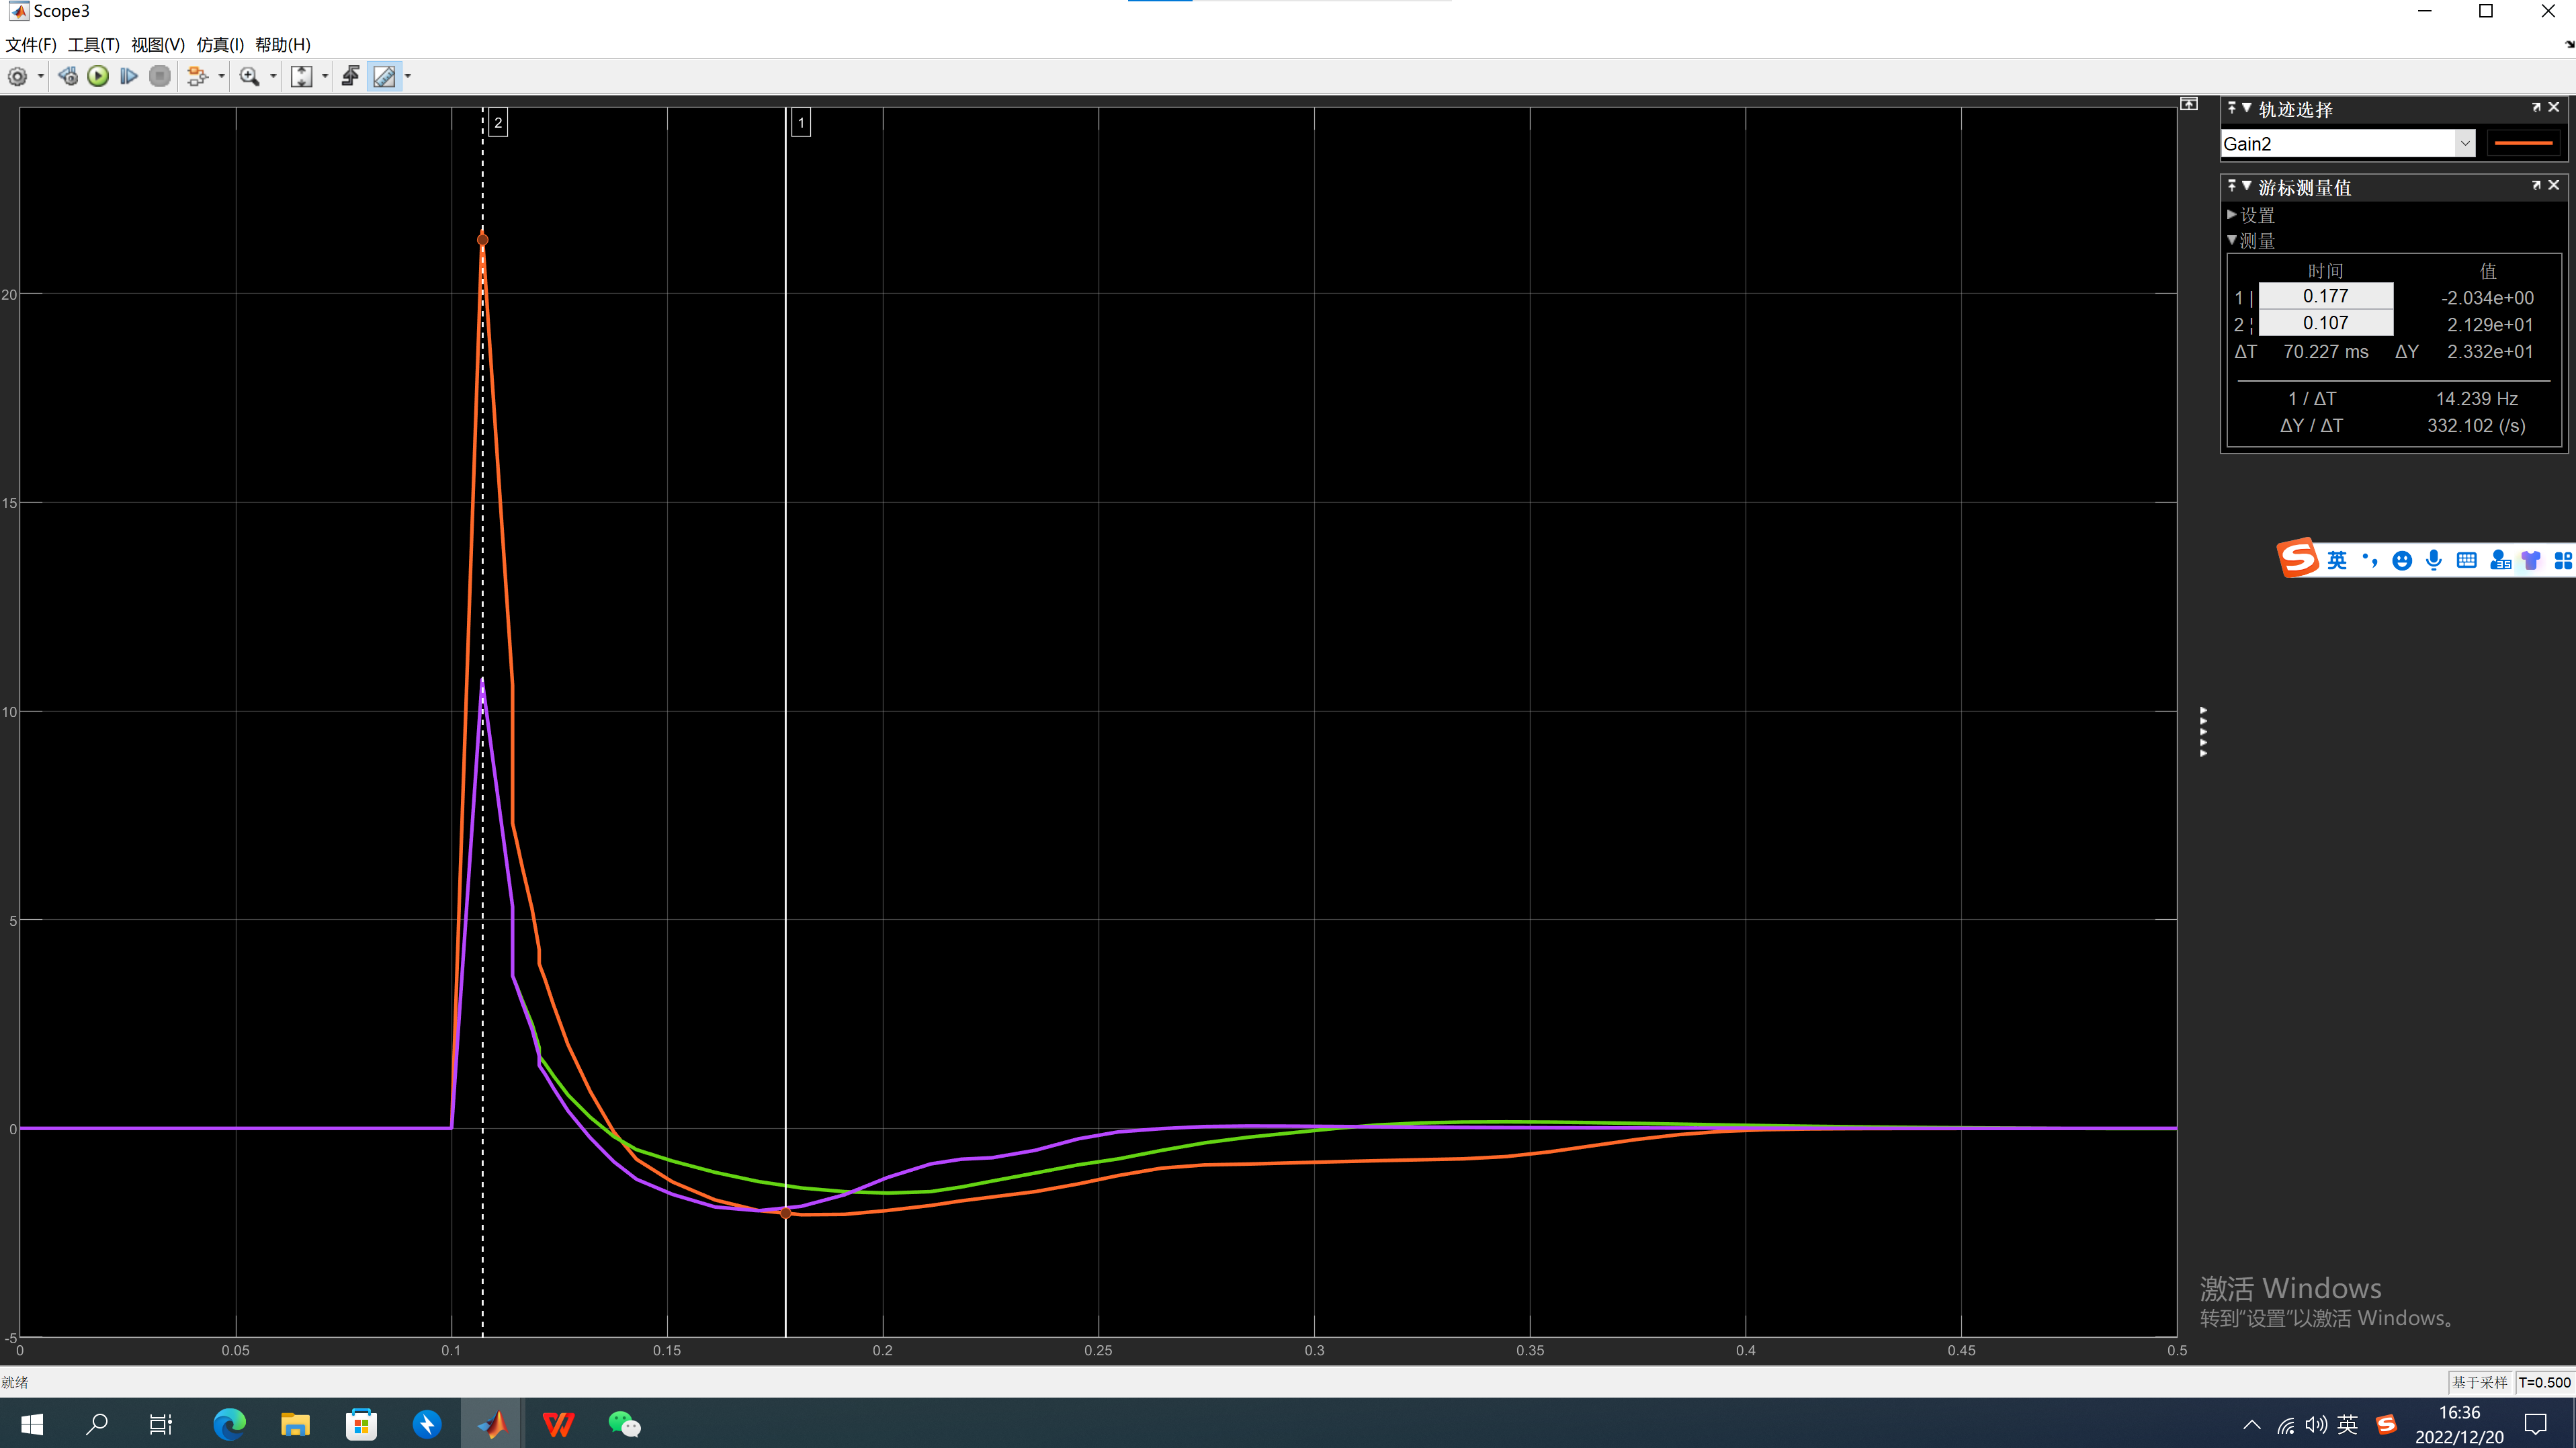 Scope3
文件(F) 工具(T) 视图(V) 仿真(I) 帮助(H)
2
1
20
15
10
5
0
-5
0 0.05 0.1 0.15 0.2 0.25 0.3 0.35 0.4 0.45 0.5
轨迹选择
Gain2
游标测量值
设置
测量
时间 值
1 | 0.177 -2.034e+00
2 ¦ 0.107 2.129e+01
ΔT 70.227 ms ΔY 2.332e+01
1 / ΔT 14.239 Hz
ΔY / ΔT 332.102 (/s)
S 英 35
激活 Windows
转到"设置"以激活 Windows。
就绪
基于采样 T=0.500
英 S 16:36
2022/12/20